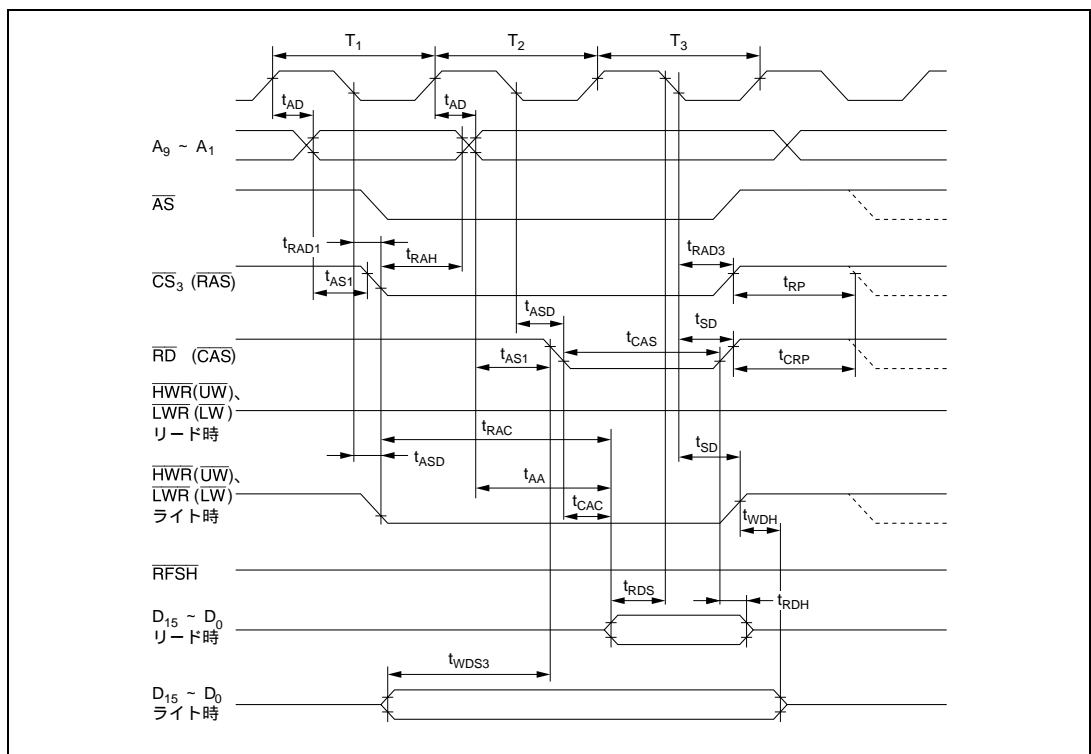 T1 T2 T3
tAD tAD
A9 ~ A1
AS
tRAD1 tRAH tRAD3
tAS1
CS3 (RAS)
tRP
tASD tSD
RD (CAS)
tCAS
tAS1 tCRP
HWR(UW)、
LWR(LW)
リード時
tRAC
tASD tSD
HWR(UW)、
LWR(LW)
ライト時
tAA
tCAC
tWDH
RFSH
tRDS tRDH
D15 ~ D0
リード時
tWDS3
D15 ~ D0
ライト時